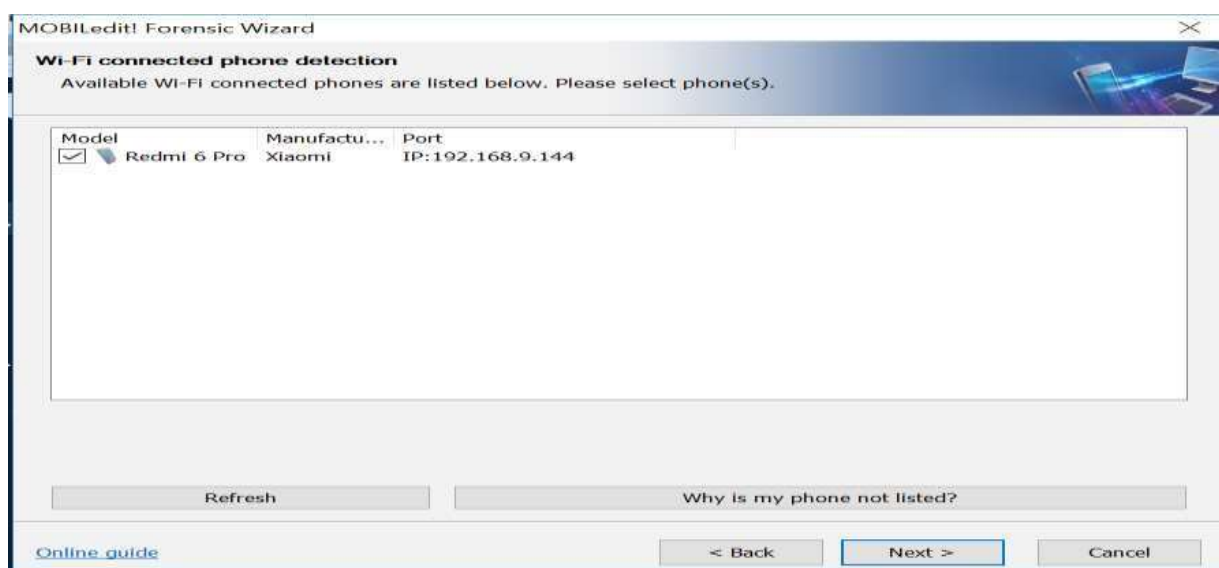 MOBILedit! Forensic Wizard
Wi-Fi connected phone detection
Available Wi-Fi connected phones are listed below. Please select phone(s).
Model Manufactu... Port
Redmi 6 Pro Xiaomi IP:192.168.9.144
Refresh Why is my phone not listed?
Online guide < Back Next > Cancel